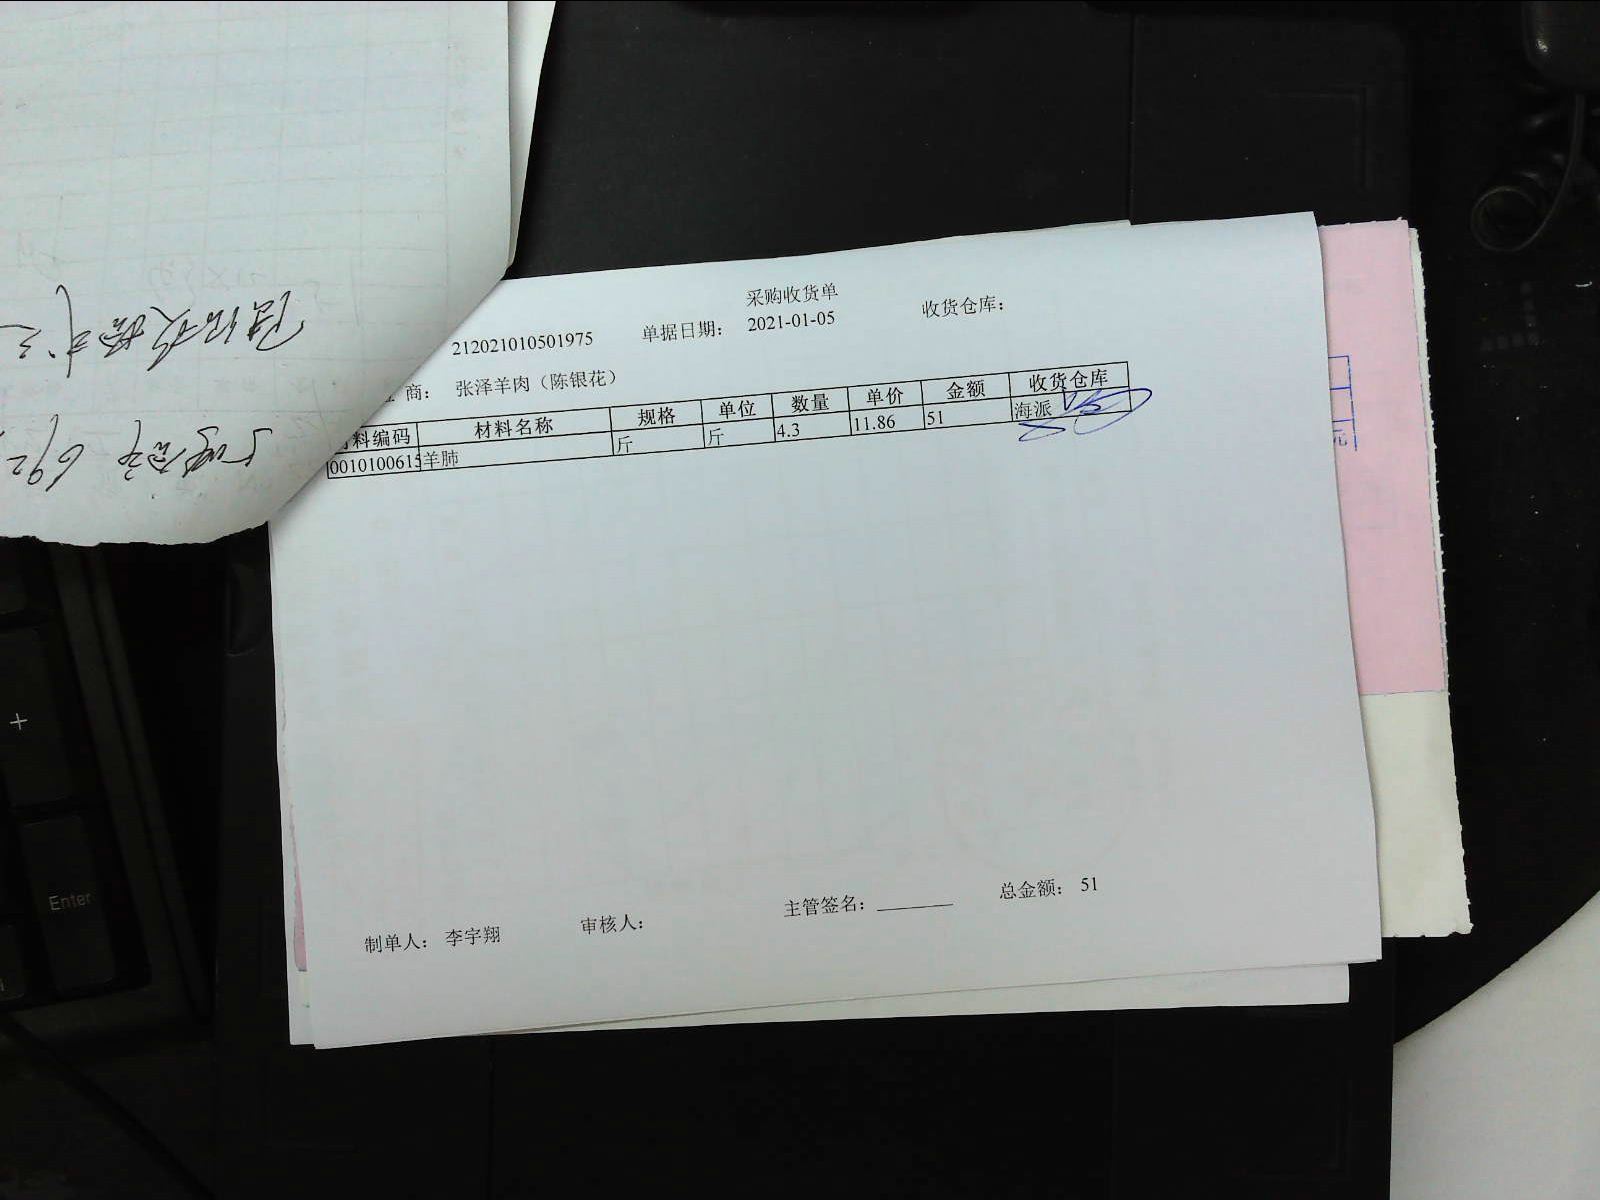 采购收货单
212021010501975 单据日期: 2021-01-05 收货仓库:
商: 张泽羊肉（陈银花）
料编码 材料名称 规格 单位 数量 单价 金额 收货仓库
0010100615 羊肺 斤 斤 4.3 11.86 51 海派
制单人: 李宇翔 审核人: 主管签名: 总金额: 51
元
+
Enter